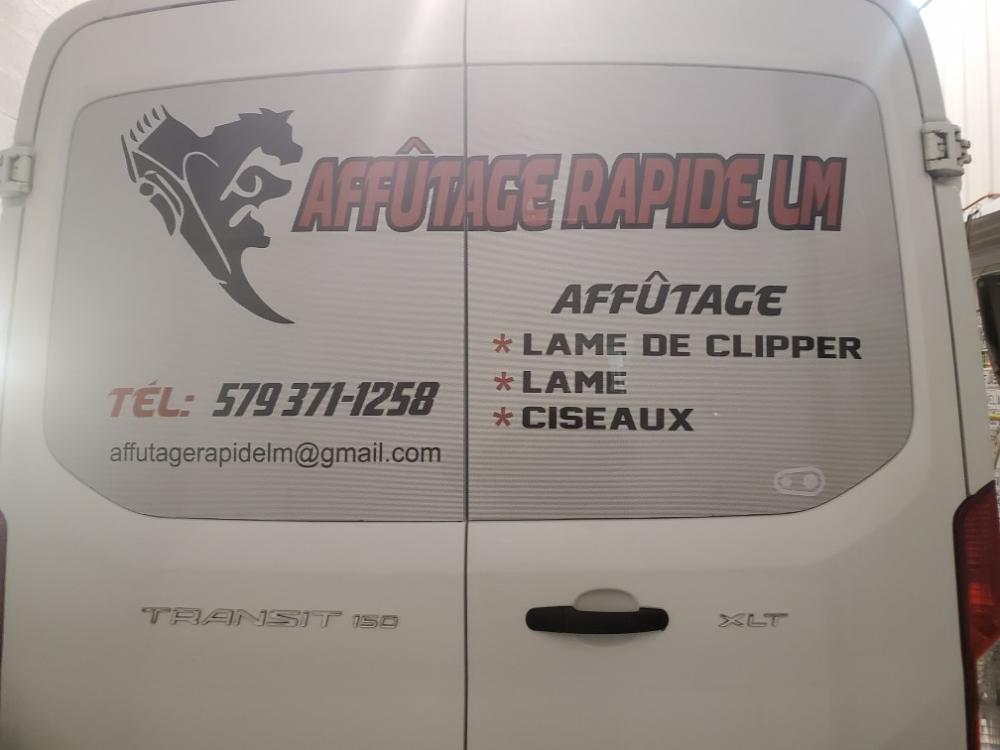 AFFÛTAGE RAPIDE LM
AFFÛTAGE
* LAME DE CLIPPER
* LAME
* CISEAUX
TÉL: 579 371-1258
affutagerapidelm@gmail.com
TRANSIT 150
XLT